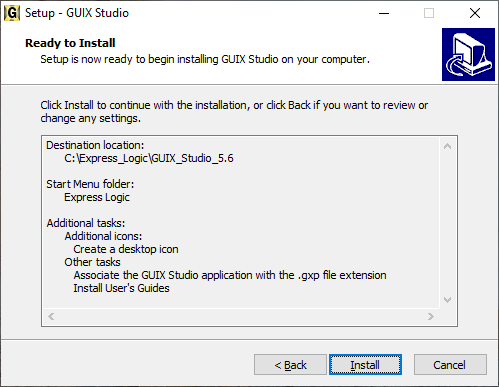 G Setup - GUIX Studio
Ready to Install
Setup is now ready to begin installing GUIX Studio on your computer.
Click Install to continue with the installation, or click Back if you want to review or
change any settings.
Destination location:
C:\Express_Logic\GUIX_Studio_5.6
Start Menu folder:
Express Logic
Additional tasks:
Additional icons:
Create a desktop icon
Other tasks
Associate the GUIX Studio application with the .gxp file extension
Install User's Guides
< Back Install Cancel